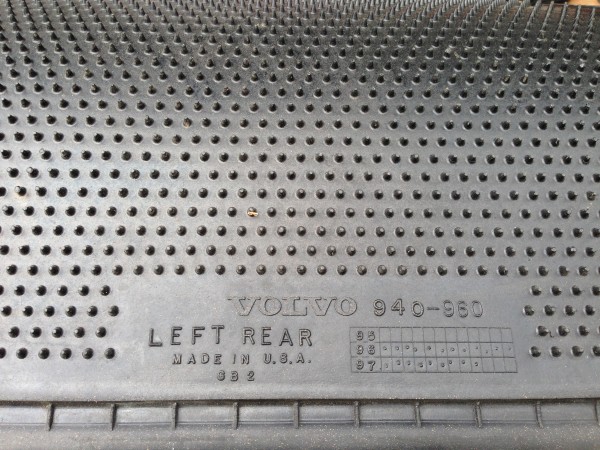 VOLVO 940-960
LEFT REAR
MADE IN U.S.A.
95
96
97